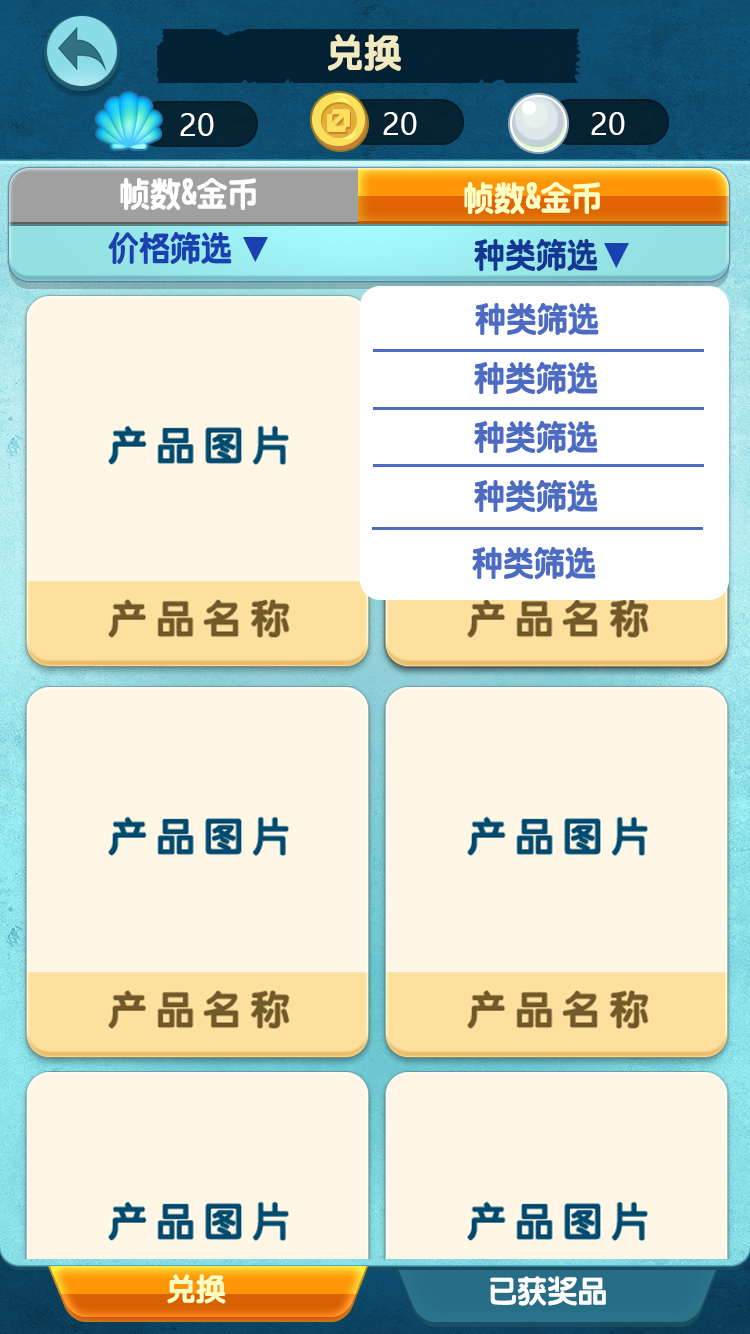 兑换
20 20 20
帧数&金币 帧数&金币
价格筛选 ▼ 种类筛选▼
种类筛选
种类筛选
种类筛选
种类筛选
种类筛选
产品图片
产品名称 产品名称
产品图片 产品图片
产品名称 产品名称
产品图片 产品图片
兑换 已获奖品